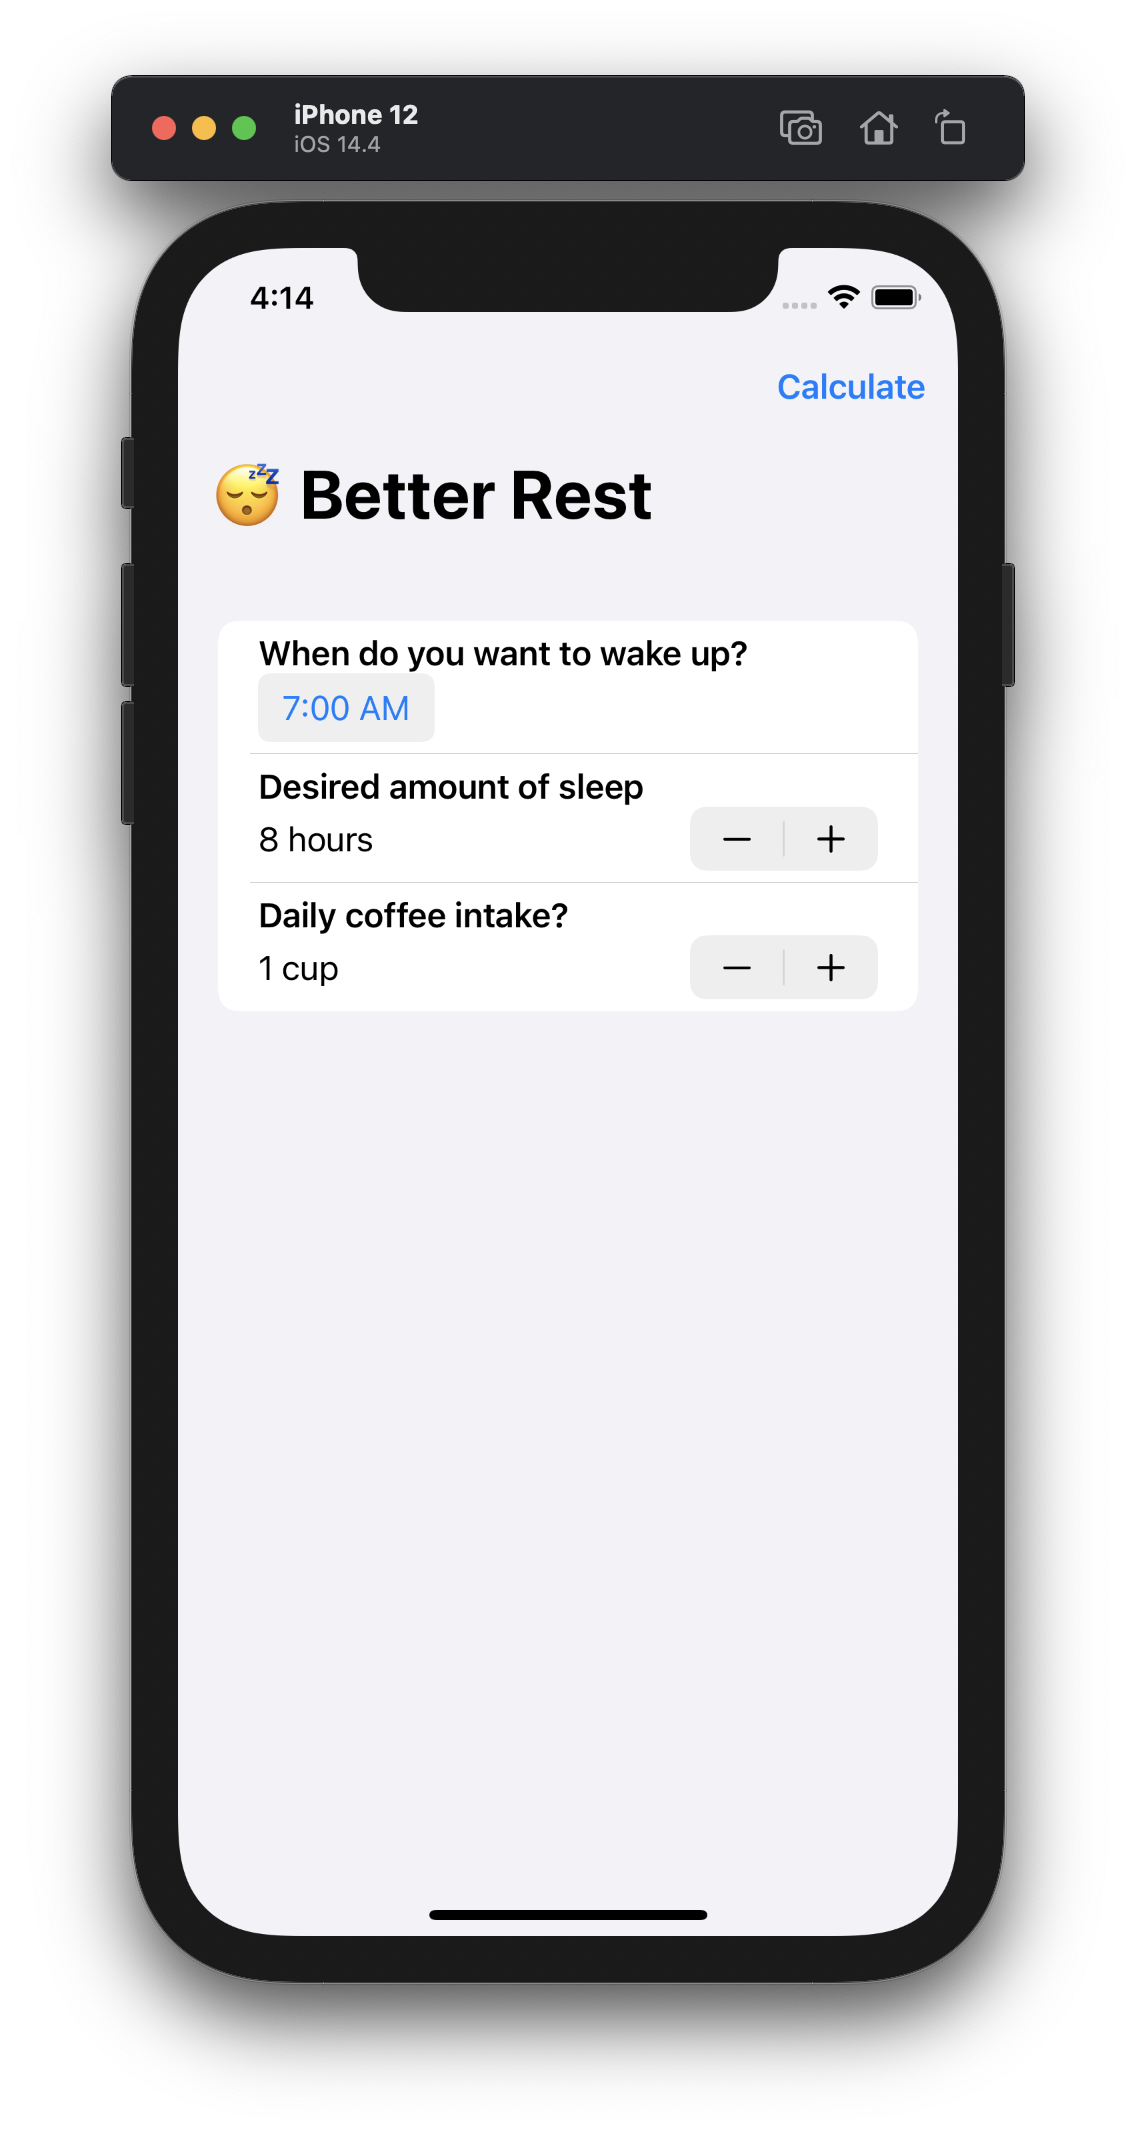 iPhone 12
iOS 14.4
4:14
Calculate
😴 Better Rest
When do you want to wake up?
7:00 AM
Desired amount of sleep
8 hours
Daily coffee intake?
1 cup